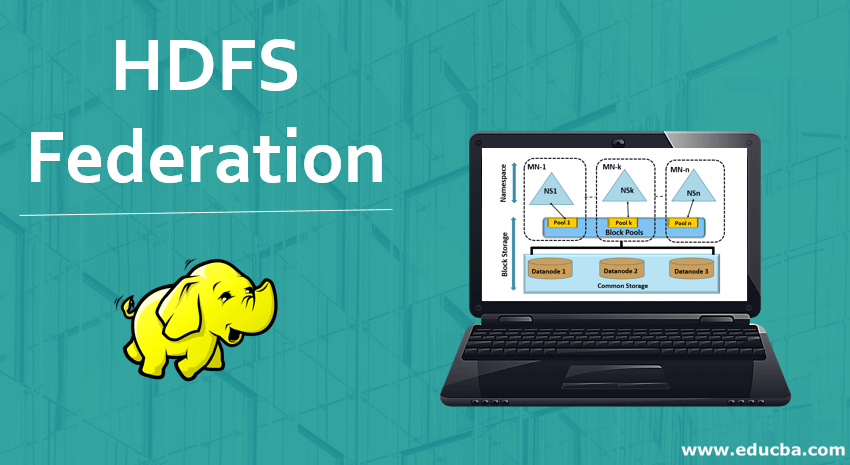 HDFS
Federation
MN-1
MN-k
MN-n
Namespace
NS1
NSk
NSn
Pool 1
Pool k
Pool n
Block Pools
Block Storage
Datanode 1
Datanode 2
Datanode 3
Common Storage
www.educba.com